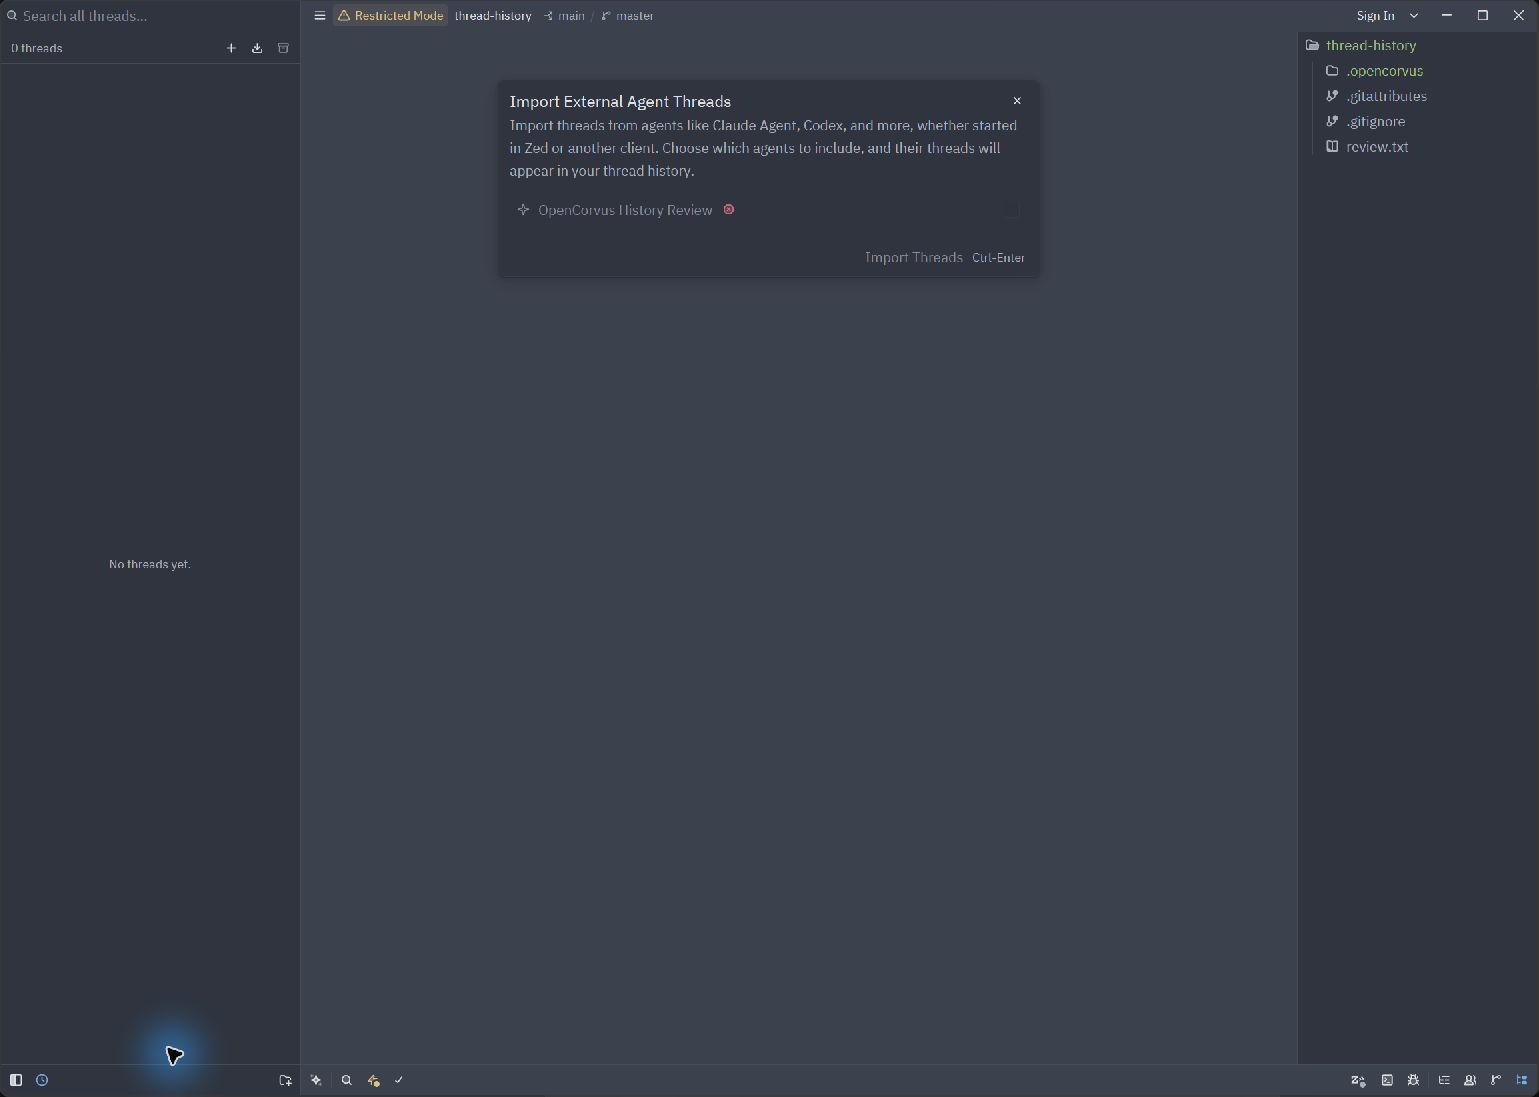 Search all threads...
Restricted Mode thread-history main / master
Sign In
0 threads
thread-history
.opencorvus
.gitattributes
.gitignore
review.txt
Import External Agent Threads
Import threads from agents like Claude Agent, Codex, and more, whether started
in Zed or another client. Choose which agents to include, and their threads will
appear in your thread history.
OpenCorvus History Review
Import Threads Ctrl-Enter
No threads yet.